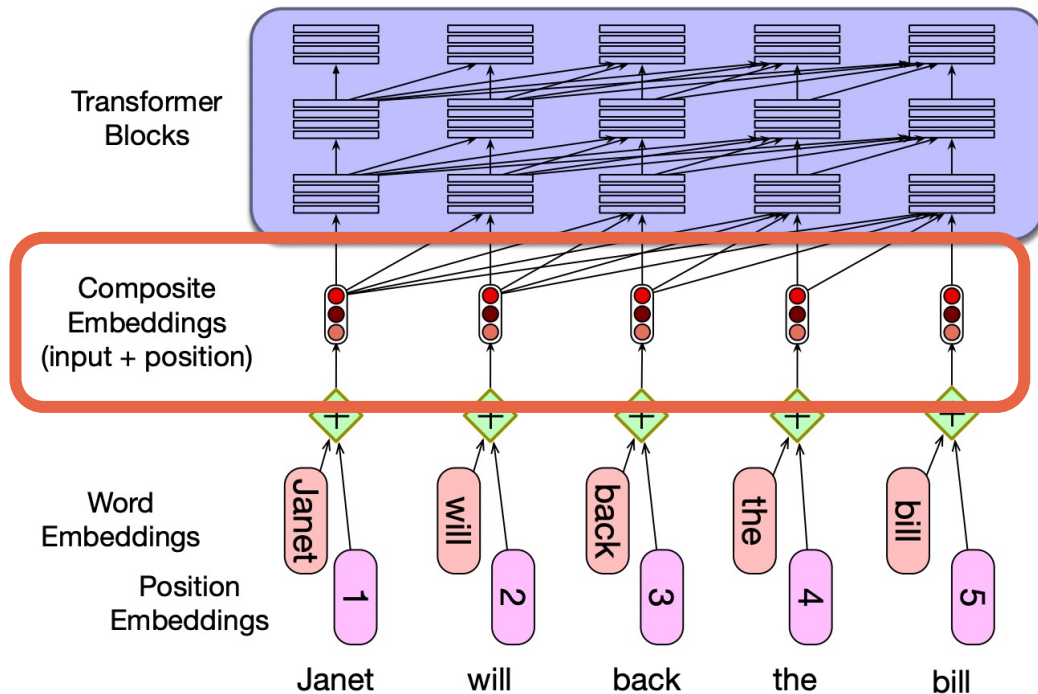 Transformer
Blocks
Composite
Embeddings
(input + position)
+ + + + +
Word
Embeddings
Janet will back the bill
Position
Embeddings
1 2 3 4 5
Janet will back the bill